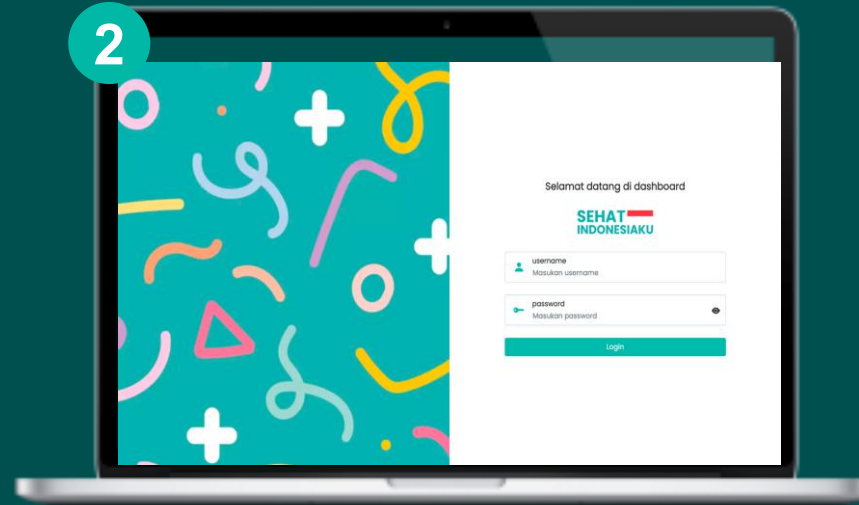 2
Selamat datang di dashboard
SEHAT
INDONESIAKU
username
Masukan username
password
Masukan password
Login